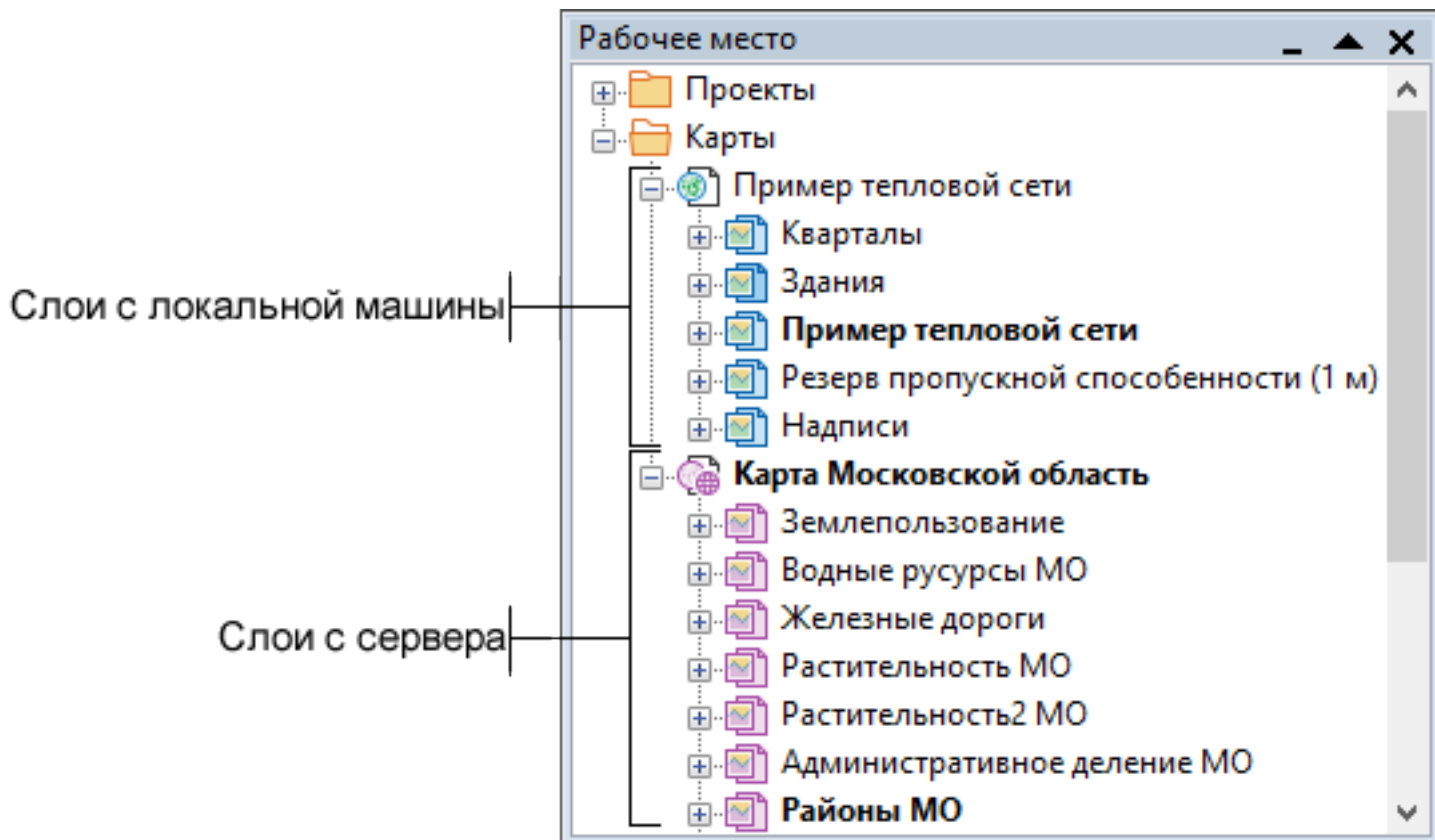 Рабочее место
Проекты
Карты
Пример тепловой сети
Кварталы
Здания
Слои с локальной машины
Пример тепловой сети
Резерв пропускной способенности (1 м)
Надписи
Карта Московской область
Землепользование
Водные русурсы МО
Железные дороги
Слои с сервера
Растительность МО
Растительность2 МО
Административное деление МО
Районы МО